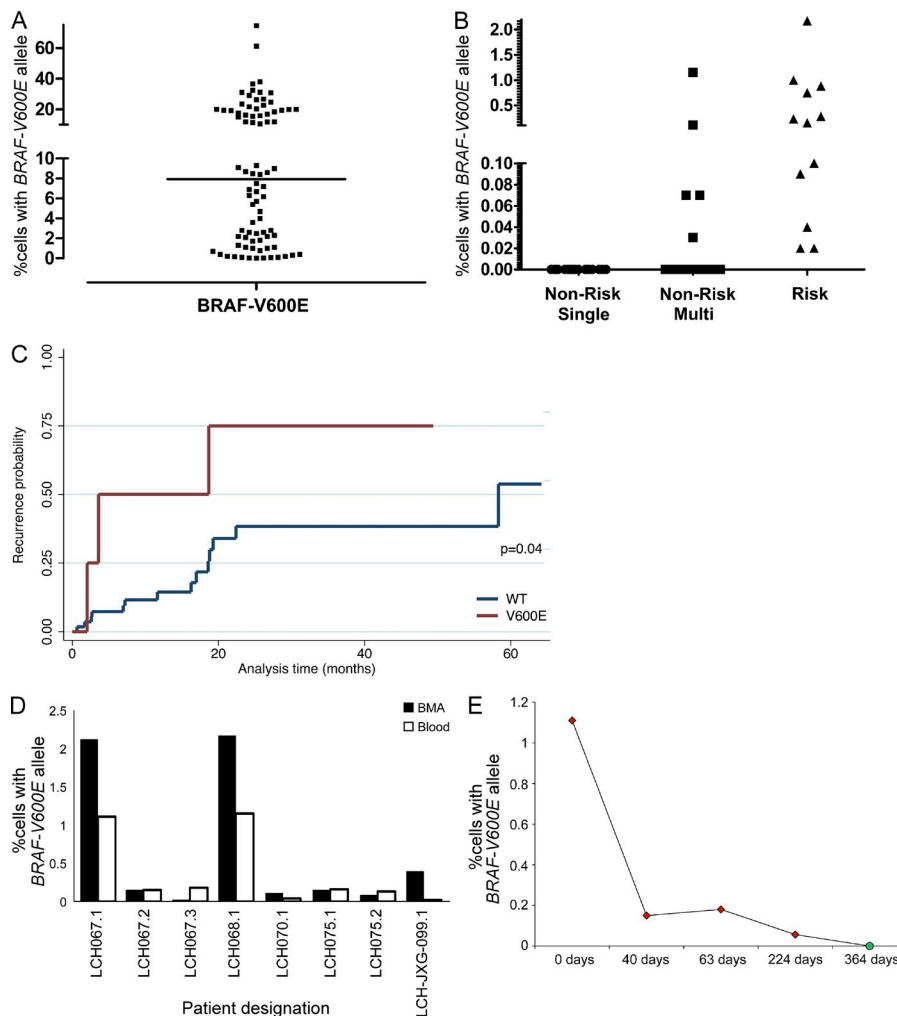 A
%cells with BRAF-V600E allele
60
40
20
10
8
6
4
2
0
BRAF-V600E
B
%cells with BRAF-V600E allele
2.0
1.5
1.0
0.5
0.10
0.08
0.06
0.04
0.02
0.00
Non-Risk Non-Risk Risk
Single Multi
C
Recurrence probability
1.00
0.75
0.50
0.25
0.00
p=0.04
WT
V600E
0 20 40 60
Analysis time (months)
D
%cells with
BRAF-V600E allele
2.5
2
1.5
1
0.5
0
BMA
Blood
LCH067.1
LCH067.2
LCH067.3
LCH068.1
LCH070.1
LCH075.1
LCH075.2
LCH-JXG-099.1
Patient designation
E
%cells with
BRAF-V600E allele
1.2
1
0.8
0.6
0.4
0.2
0
0 days 40 days 63 days 224 days 364 days